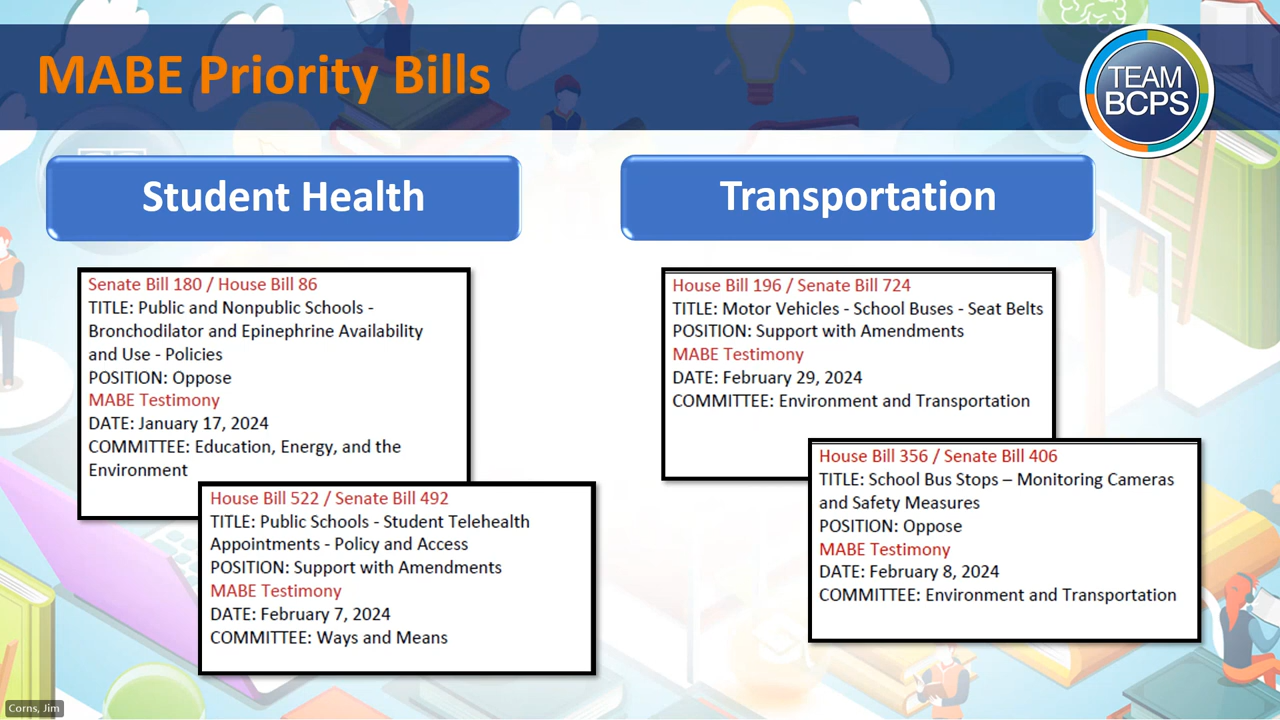 MABE Priority Bills
TEAM
BCPS
Student Health
Senate Bill 180 / House Bill 86
TITLE: Public and Nonpublic Schools -
Bronchodilator and Epinephrine Availability
and Use - Policies
POSITION: Oppose
MABE Testimony
DATE: January 17, 2024
COMMITTEE: Education, Energy, and the
Environment
House Bill 522 / Senate Bill 492
TITLE: Public Schools - Student Telehealth
Appointments - Policy and Access
POSITION: Support with Amendments
MABE Testimony
DATE: February 7, 2024
COMMITTEE: Ways and Means
Transportation
House Bill 196 / Senate Bill 724
TITLE: Motor Vehicles - School Buses - Seat Belts
POSITION: Support with Amendments
MABE Testimony
DATE: February 29, 2024
COMMITTEE: Environment and Transportation
House Bill 356 / Senate Bill 406
TITLE: School Bus Stops – Monitoring Cameras
and Safety Measures
POSITION: Oppose
MABE Testimony
DATE: February 8, 2024
COMMITTEE: Environment and Transportation
Corns, Jim